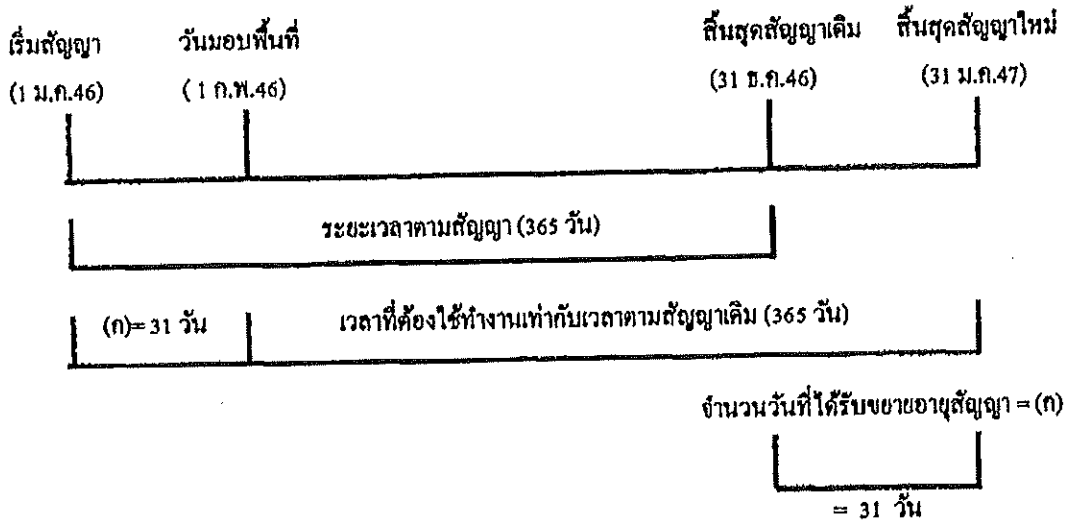 เริ่มสัญญา วันมอบพื้นที่ สิ้นสุดสัญญาเดิม สิ้นสุดสัญญาใหม่
(1 ม.ค.46) (1 ก.พ.46) (31 ธ.ค.46) (31 ม.ค.47)
ระยะเวลาตามสัญญา (365 วัน)
(ก)= 31 วัน เวลาที่ต้องใช้ทำงานเท่ากับเวลาตามสัญญาเดิม (365 วัน)
จำนวนวันที่ได้รับขยายอายุสัญญา = (ก)
= 31 วัน